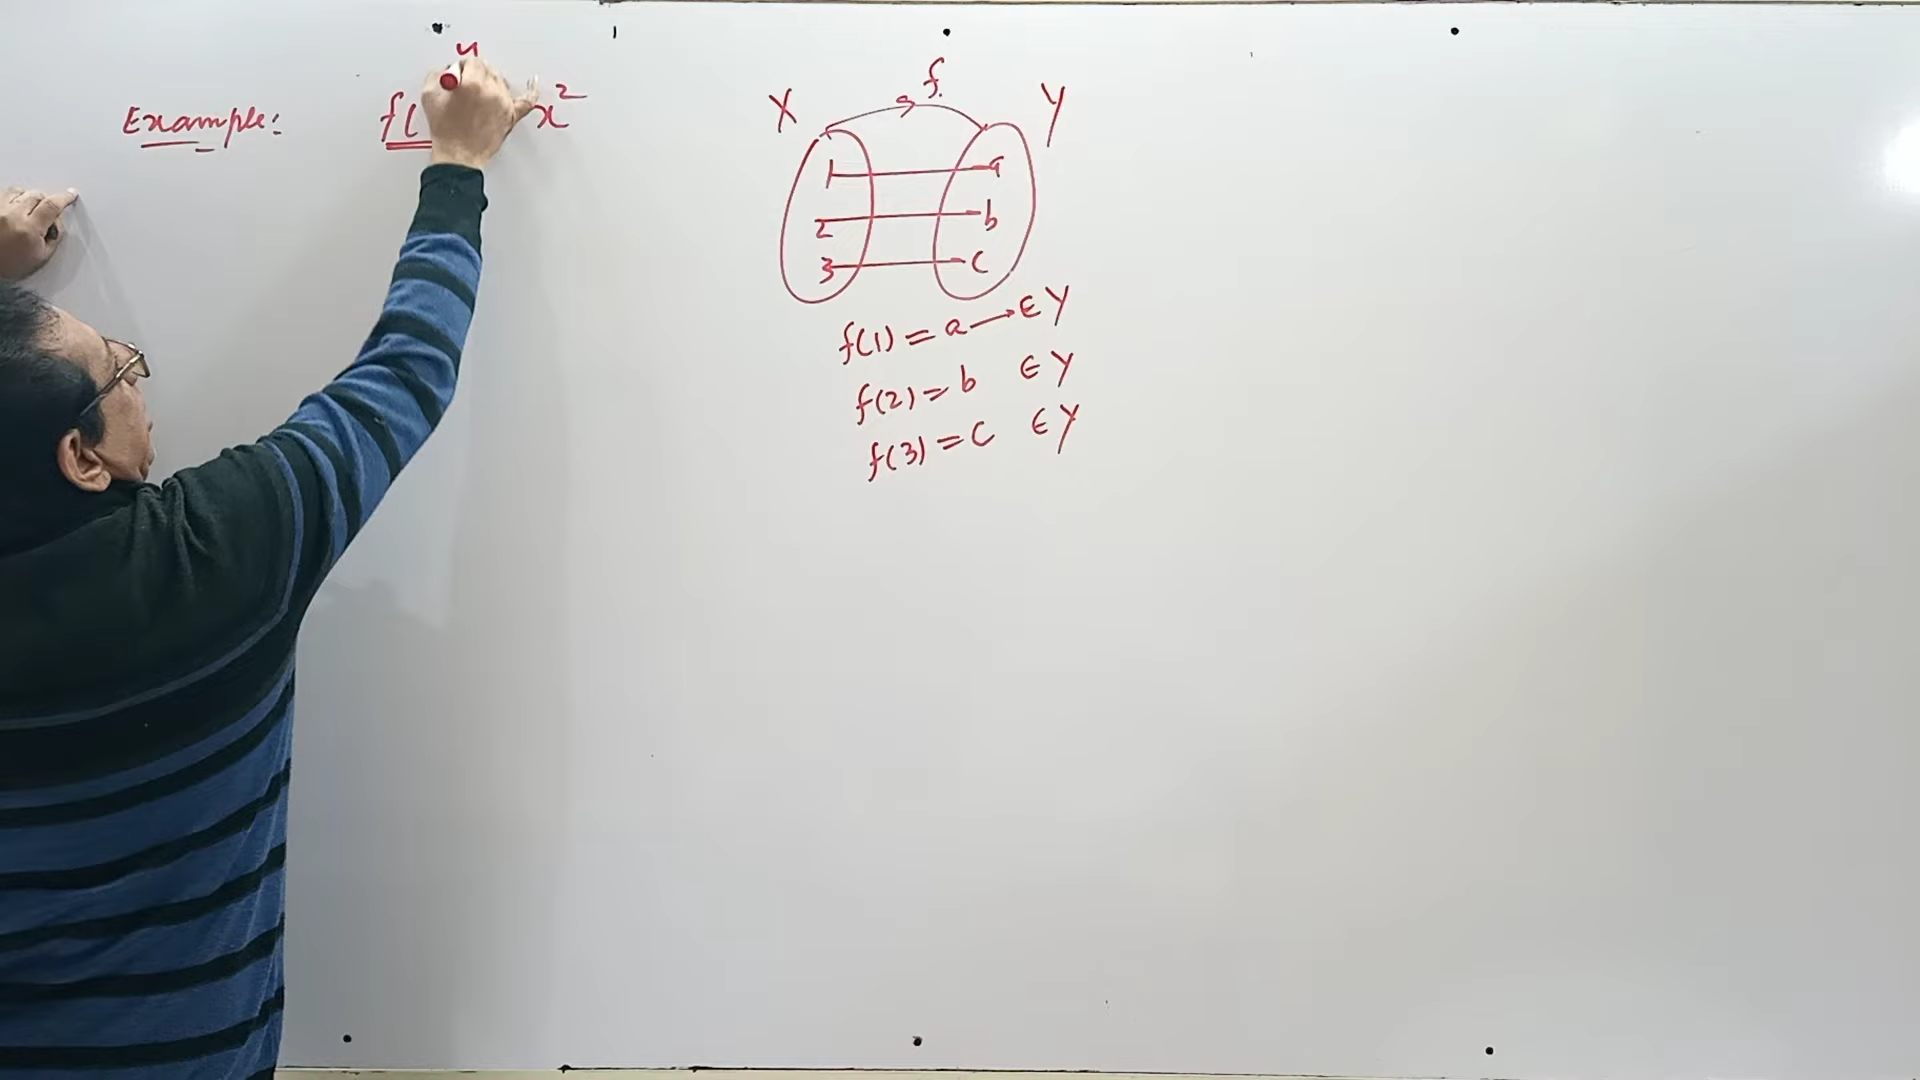 Example: f( x²
X f Y
1 a
2 b
3 c
f(1) = a → ∈ Y
f(2) = b ∈ Y
f(3) = c ∈ Y